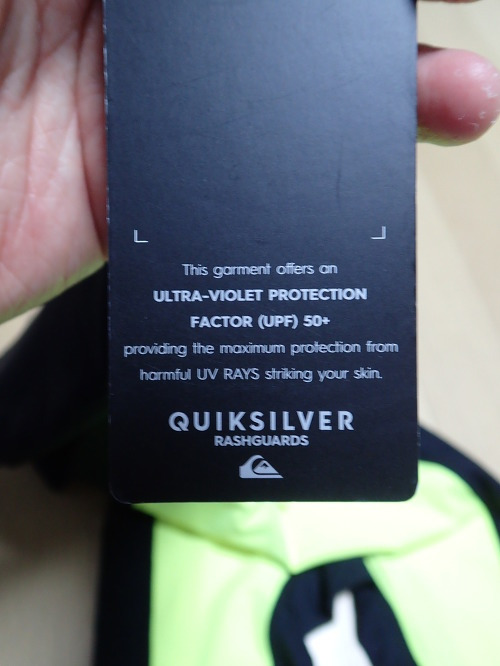 This garment offers an
ULTRA-VIOLET PROTECTION
FACTOR (UPF) 50+
providing the maximum protection from
harmful UV RAYS striking your skin.
QUIKSILVER
RASHGUARDS